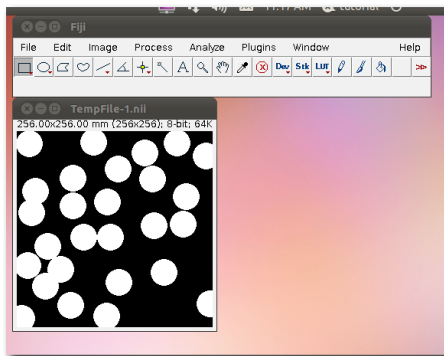 11:17 AM tutorial
Fiji
File Edit Image Process Analyze Plugins Window Help
A Dev Stk LUT >>
TempFile-1.nii
256.00x256.00 mm (256x256); 8-bit; 64K